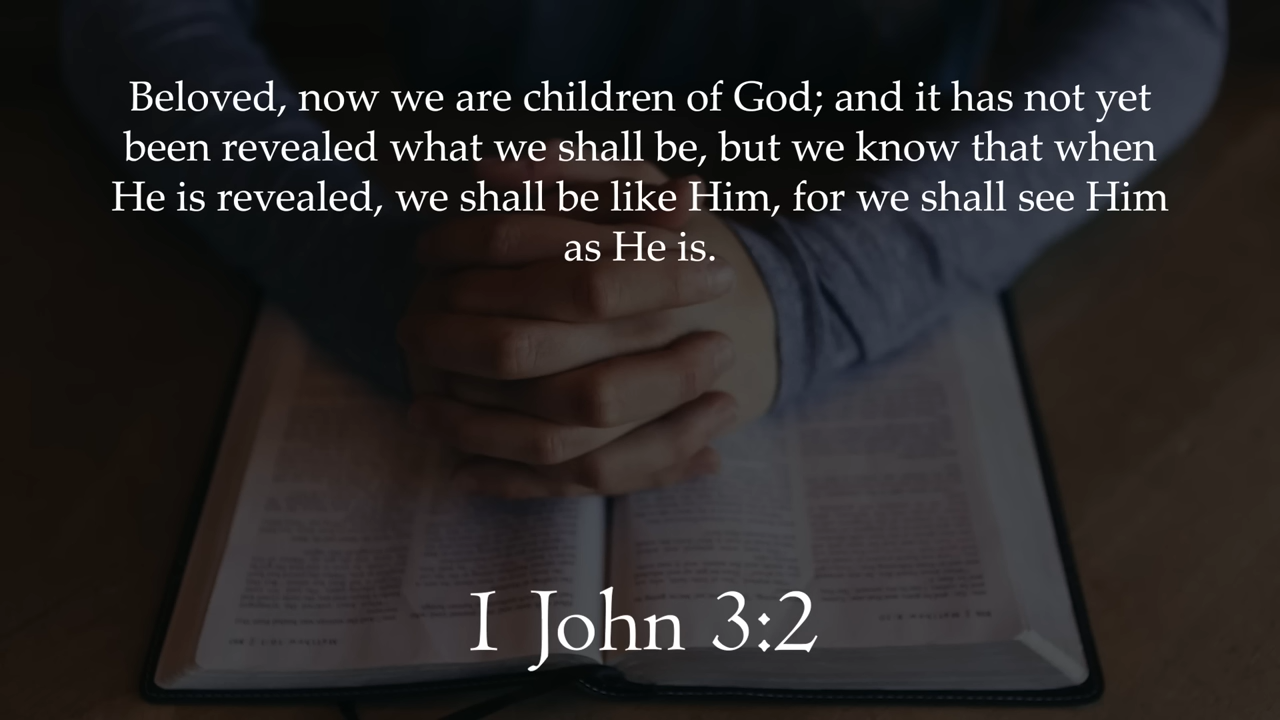 Beloved, now we are children of God; and it has not yet
been revealed what we shall be, but we know that when
He is revealed, we shall be like Him, for we shall see Him
as He is.
I John 3:2